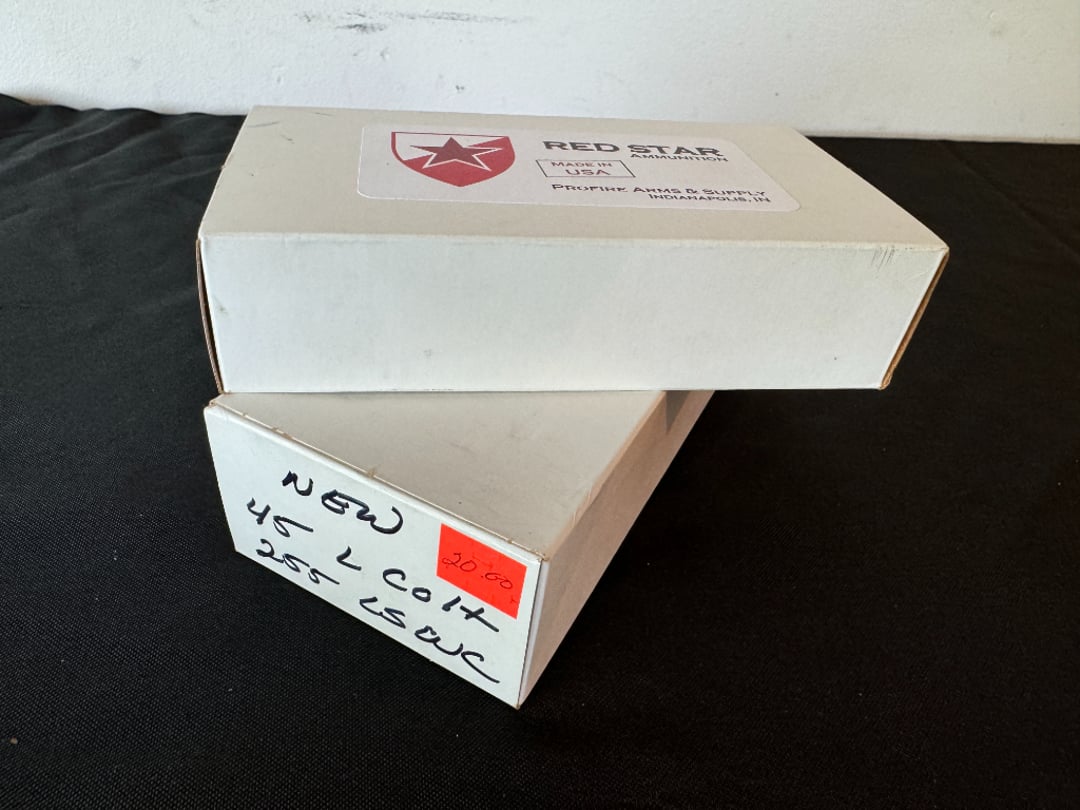 RED STAR
AMMUNITION
MADE IN
USA
PROFIRE ARMS & SUPPLY
INDIANAPOLIS, IN
NEW
45 L Colt
255 LSWC
20.00